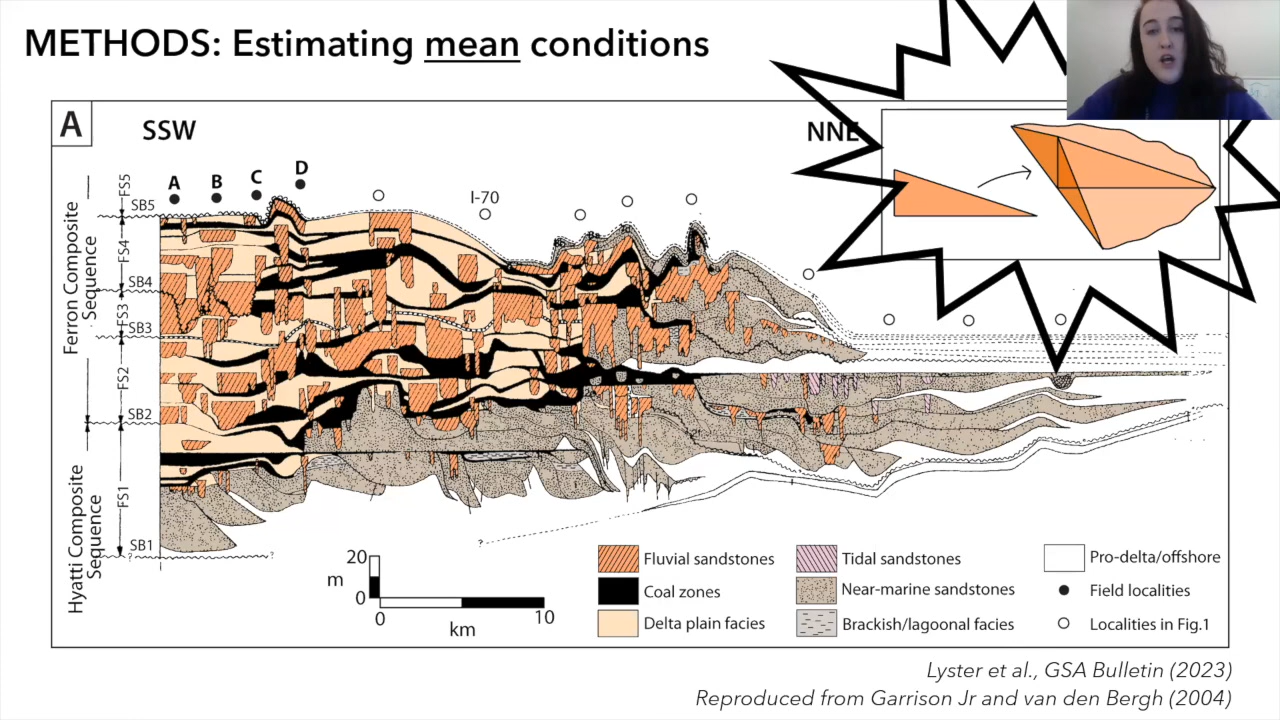 METHODS: Estimating mean conditions
A
SSW
NNE
A
B
C
D
I-70
Ferron Composite
Sequence
Hyatti Composite
Sequence
FS5
FS4
FS3
FS2
FS1
SB5
SB4
SB3
SB2
SB1
?
?
?
20
m
0
0
10
km
Fluvial sandstones
Coal zones
Delta plain facies
Tidal sandstones
Near-marine sandstones
Brackish/lagoonal facies
Pro-delta/offshore
Field localities
Localities in Fig.1
Lyster et al., GSA Bulletin (2023)
Reproduced from Garrison Jr and van den Bergh (2004)